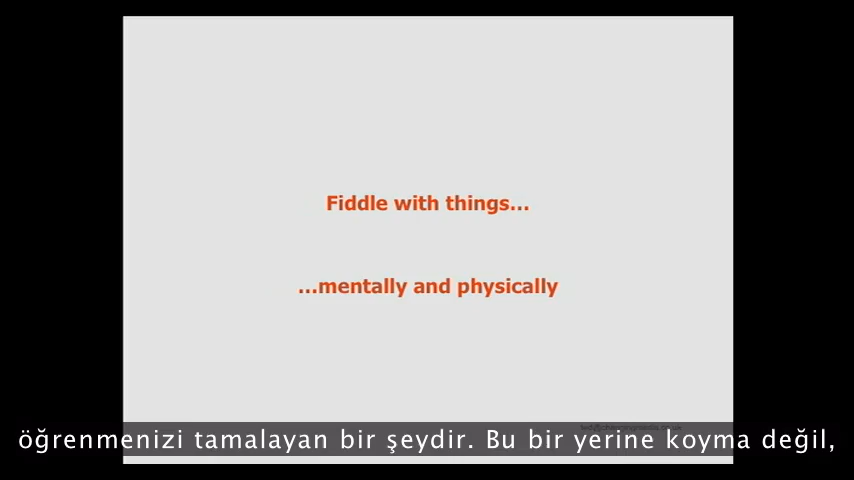 Fiddle with things...
...mentally and physically
öğrenmenizi tamalayan bir şeydir. Bu bir yerine koyma değil,